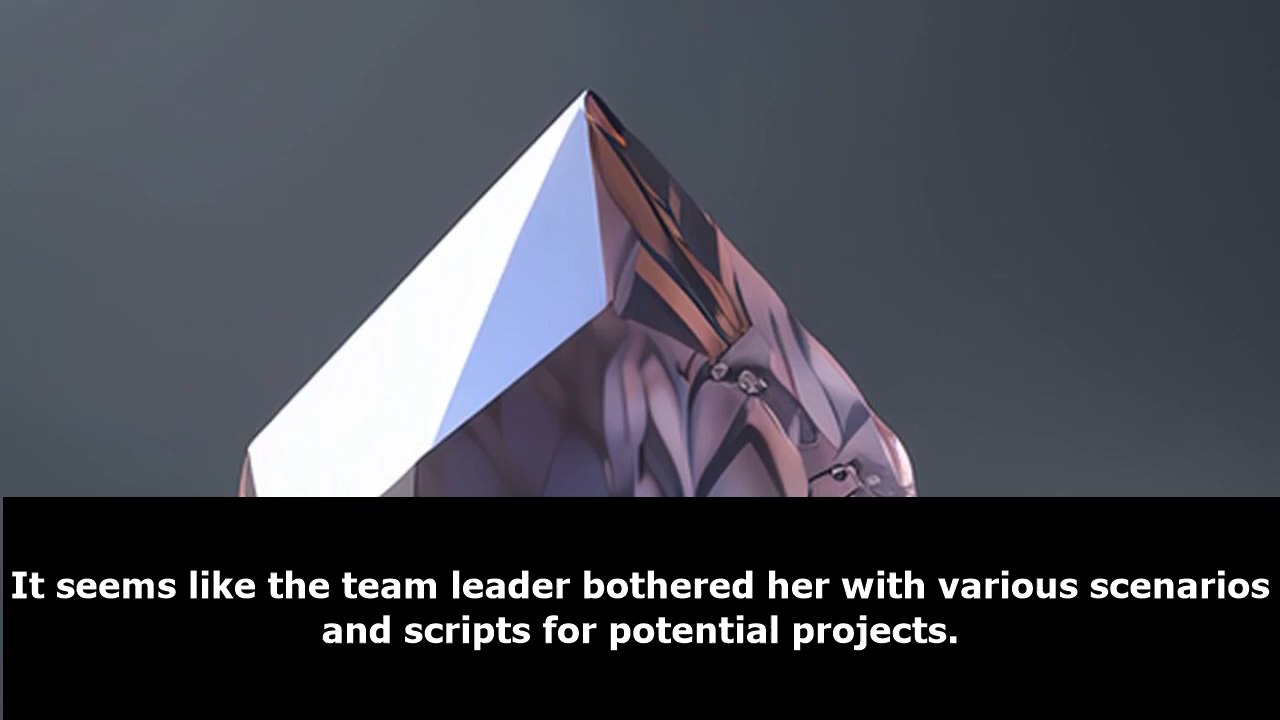 It seems like the team leader bothered her with various scenarios
and scripts for potential projects.